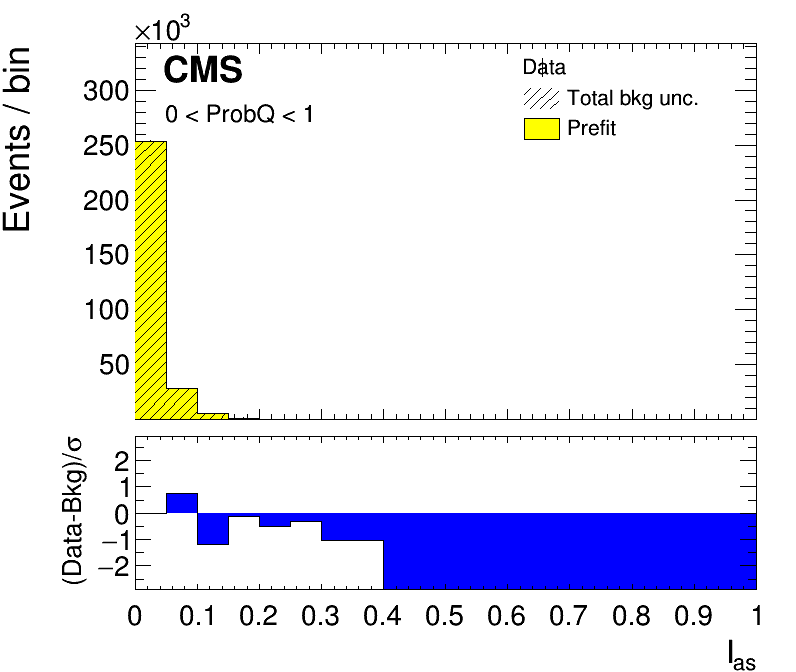 ×10³
CMS
0 < ProbQ < 1
Data
Total bkg unc.
Prefit
Events / bin
300
250
200
150
100
50
(Data-Bkg)/σ
2
1
0
−1
−2
0 0.1 0.2 0.3 0.4 0.5 0.6 0.7 0.8 0.9 1
I_as